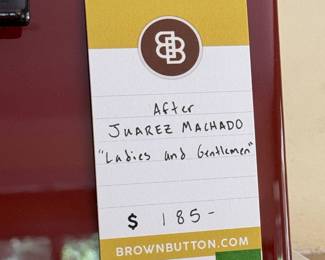 BB
After
JUAREZ MACHADO
"Ladies and Gentlemen"
$ 185-
BROWNBUTTON.COM